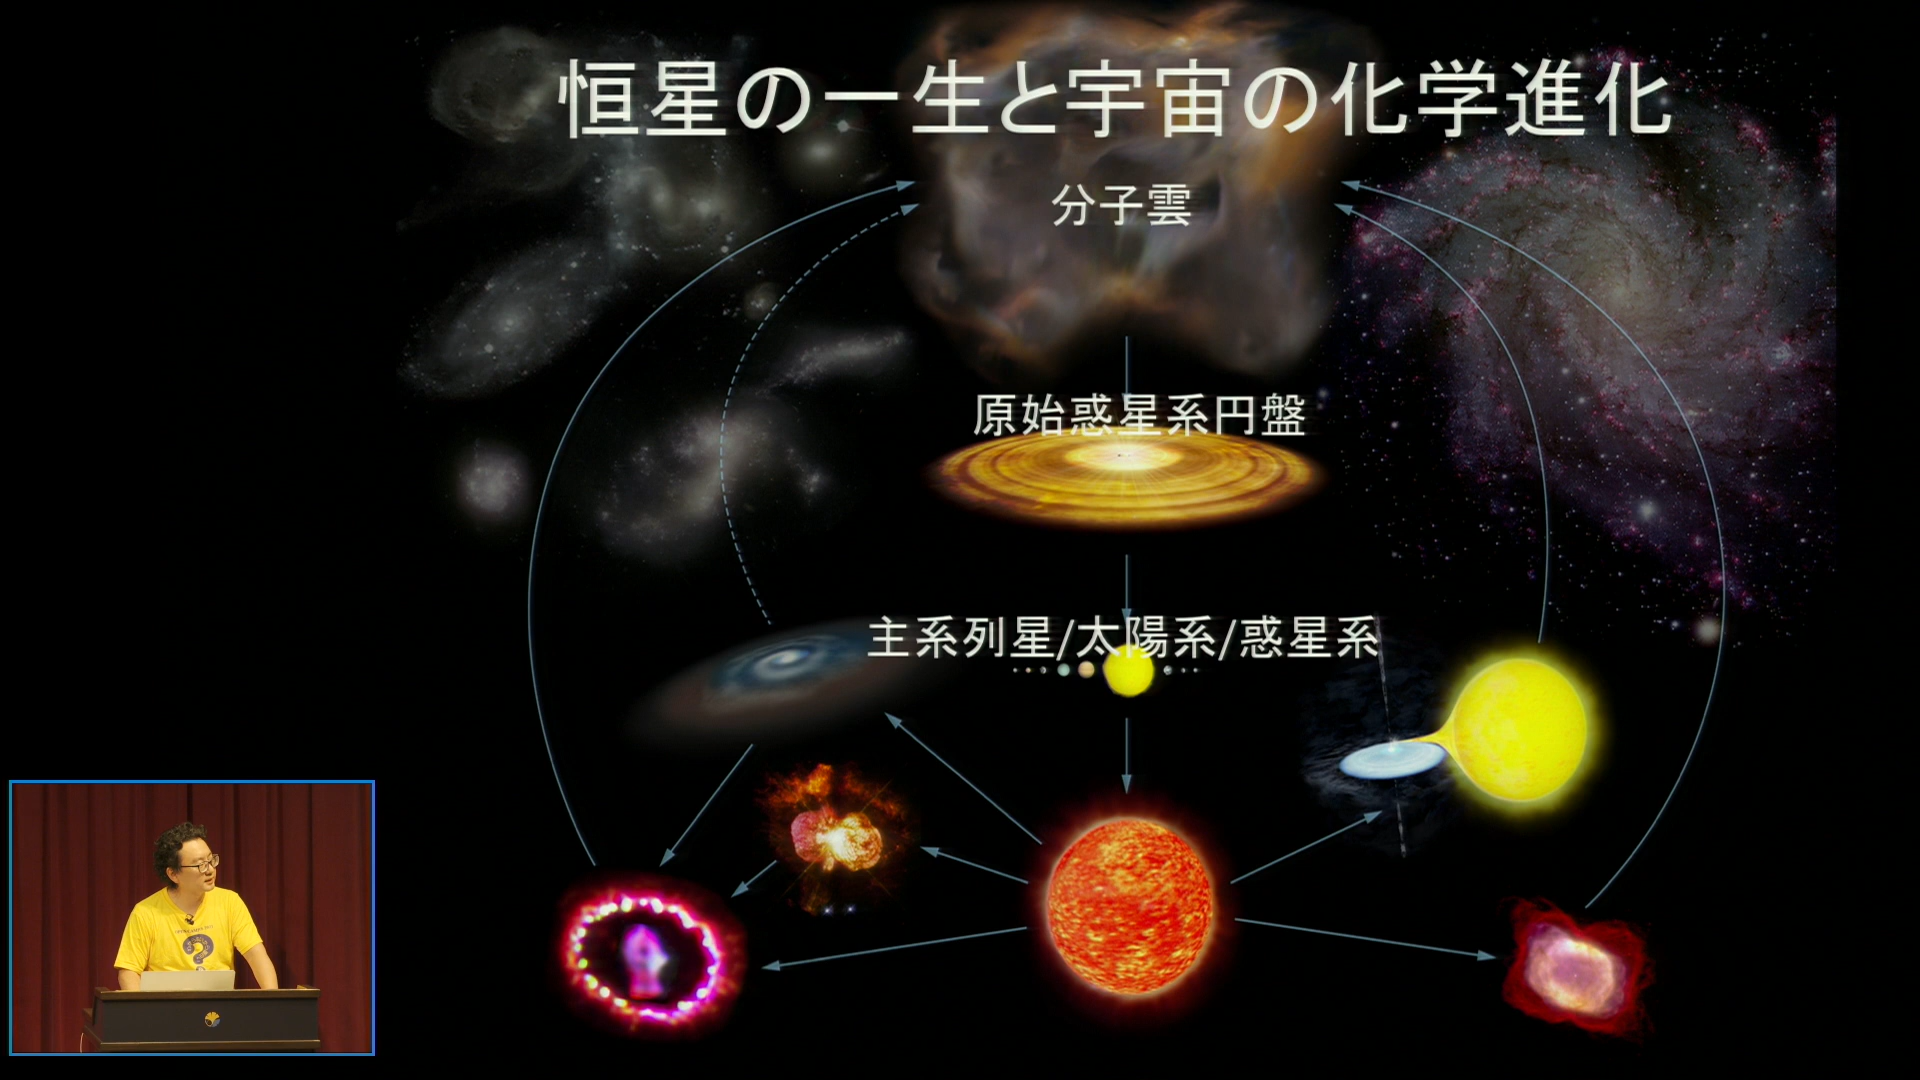 恒星の一生と宇宙の化学進化
分子雲
原始惑星系円盤
主系列星/太陽系/惑星系
?